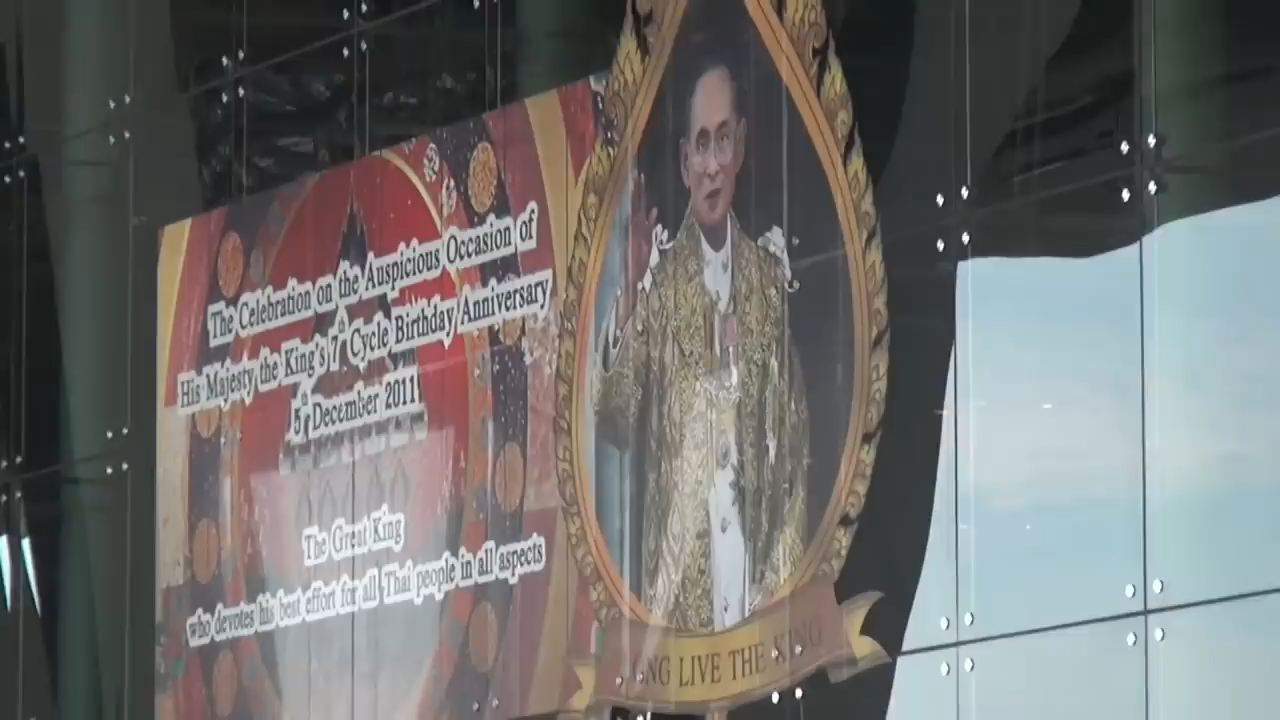 The Celebration on the Auspicious Occasion of
His Majesty the King's 7th Cycle Birthday Anniversary
5th December 2011
The Great King
who devotes his best effort for all Thai people in all aspects
LONG LIVE THE KING